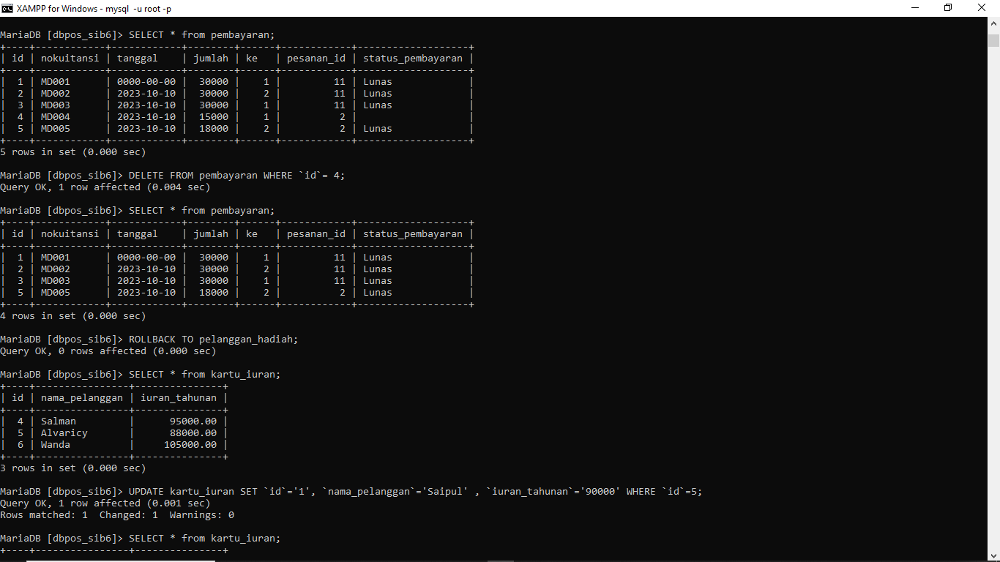 XAMPP for Windows - mysql  -u root -p
MariaDB [dbpos_sib6]> SELECT * from pembayaran;
+----+------------+------------+--------+------+------------+-------------------+
| id | nokuitansi | tanggal    | jumlah | ke   | pesanan_id | status_pembayaran |
+----+------------+------------+--------+------+------------+-------------------+
|  1 | MD001      | 0000-00-00 |  30000 |    1 |         11 | Lunas             |
|  2 | MD002      | 2023-10-10 |  30000 |    2 |         11 | Lunas             |
|  3 | MD003      | 2023-10-10 |  30000 |    1 |         11 | Lunas             |
|  4 | MD004      | 2023-10-10 |  15000 |    1 |          2 |                   |
|  5 | MD005      | 2023-10-10 |  18000 |    2 |          2 | Lunas             |
+----+------------+------------+--------+------+------------+-------------------+
5 rows in set (0.000 sec)
MariaDB [dbpos_sib6]> DELETE FROM pembayaran WHERE `id`= 4;
Query OK, 1 row affected (0.004 sec)
MariaDB [dbpos_sib6]> SELECT * from pembayaran;
+----+------------+------------+--------+------+------------+-------------------+
| id | nokuitansi | tanggal    | jumlah | ke   | pesanan_id | status_pembayaran |
+----+------------+------------+--------+------+------------+-------------------+
|  1 | MD001      | 0000-00-00 |  30000 |    1 |         11 | Lunas             |
|  2 | MD002      | 2023-10-10 |  30000 |    2 |         11 | Lunas             |
|  3 | MD003      | 2023-10-10 |  30000 |    1 |         11 | Lunas             |
|  5 | MD005      | 2023-10-10 |  18000 |    2 |          2 | Lunas             |
+----+------------+------------+--------+------+------------+-------------------+
4 rows in set (0.000 sec)
MariaDB [dbpos_sib6]> ROLLBACK TO pelanggan_hadiah;
Query OK, 0 rows affected (0.000 sec)
MariaDB [dbpos_sib6]> SELECT * from kartu_iuran;
+----+----------------+---------------+
| id | nama_pelanggan | iuran_tahunan |
+----+----------------+---------------+
|  4 | Salman         |      95000.00 |
|  5 | Alvaricy       |      88000.00 |
|  6 | Wanda          |     105000.00 |
+----+----------------+---------------+
3 rows in set (0.000 sec)
MariaDB [dbpos_sib6]> UPDATE kartu_iuran SET `id`='1', `nama_pelanggan`='Saipul' , `iuran_tahunan`='90000' WHERE `id`=5;
Query OK, 1 row affected (0.001 sec)
Rows matched: 1  Changed: 1  Warnings: 0
MariaDB [dbpos_sib6]> SELECT * from kartu_iuran;
+----+----------------+---------------+